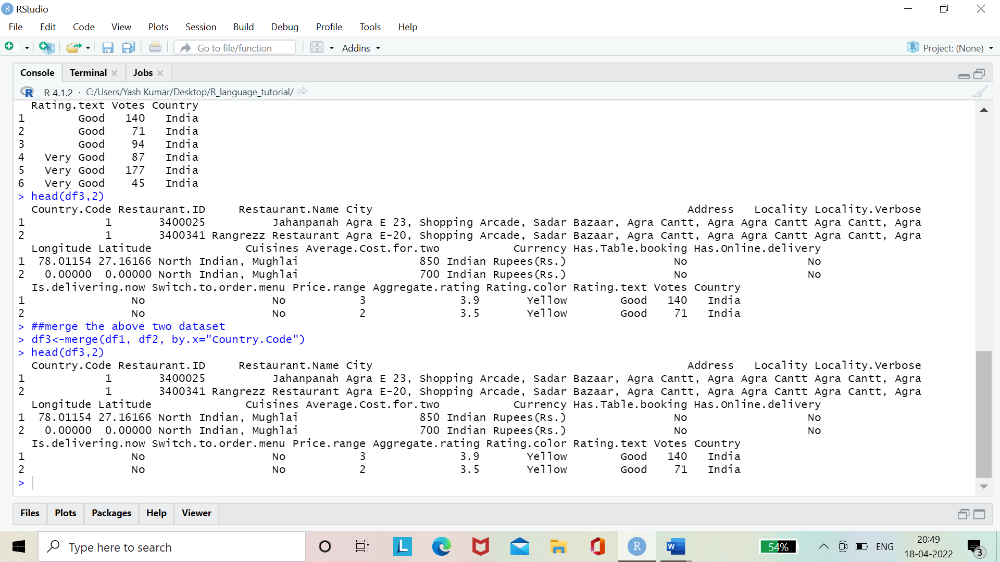 RStudio
File Edit Code View Plots Session Build Debug Profile Tools Help
Go to file/function Addins Project: (None)
Console Terminal Jobs
R 4.1.2 · C:/Users/Yash Kumar/Desktop/R_language_tutorial/
Rating.text Votes Country
1 Good 140 India
2 Good 71 India
3 Good 94 India
4 Very Good 87 India
5 Very Good 177 India
6 Very Good 45 India
> head(df3,2)
Country.Code Restaurant.ID Restaurant.Name City Address Locality Locality.Verbose
1 1 3400025 Jahanpanah Agra E 23, Shopping Arcade, Sadar Bazaar, Agra Cantt, Agra Agra Cantt Agra Cantt, Agra
2 1 3400341 Rangrezz Restaurant Agra E-20, Shopping Arcade, Sadar Bazaar, Agra Cantt, Agra Agra Cantt Agra Cantt, Agra
Longitude Latitude Cuisines Average.Cost.for.two Currency Has.Table.booking Has.Online.delivery
1 78.01154 27.16166 North Indian, Mughlai 850 Indian Rupees(Rs.) No No
2 0.00000 0.00000 North Indian, Mughlai 700 Indian Rupees(Rs.) No No
Is.delivering.now Switch.to.order.menu Price.range Aggregate.rating Rating.color Rating.text Votes Country
1 No No 3 3.9 Yellow Good 140 India
2 No No 2 3.5 Yellow Good 71 India
> ##merge the above two dataset
> df3<-merge(df1, df2, by.x="Country.Code")
> head(df3,2)
Country.Code Restaurant.ID Restaurant.Name City Address Locality Locality.Verbose
1 1 3400025 Jahanpanah Agra E 23, Shopping Arcade, Sadar Bazaar, Agra Cantt, Agra Agra Cantt Agra Cantt, Agra
2 1 3400341 Rangrezz Restaurant Agra E-20, Shopping Arcade, Sadar Bazaar, Agra Cantt, Agra Agra Cantt Agra Cantt, Agra
Longitude Latitude Cuisines Average.Cost.for.two Currency Has.Table.booking Has.Online.delivery
1 78.01154 27.16166 North Indian, Mughlai 850 Indian Rupees(Rs.) No No
2 0.00000 0.00000 North Indian, Mughlai 700 Indian Rupees(Rs.) No No
Is.delivering.now Switch.to.order.menu Price.range Aggregate.rating Rating.color Rating.text Votes Country
1 No No 3 3.9 Yellow Good 140 India
2 No No 2 3.5 Yellow Good 71 India
>
Files Plots Packages Help Viewer
Type here to search L R W 54% ENG 20:49
18-04-2022 3